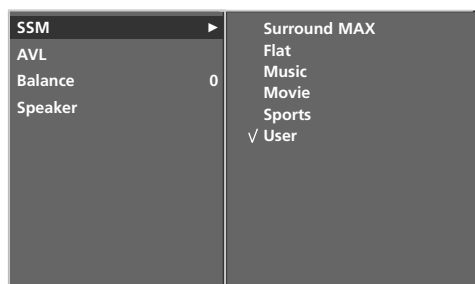 SSM ►
AVL
Balance 0
Speaker
Surround MAX
Flat
Music
Movie
Sports
√ User